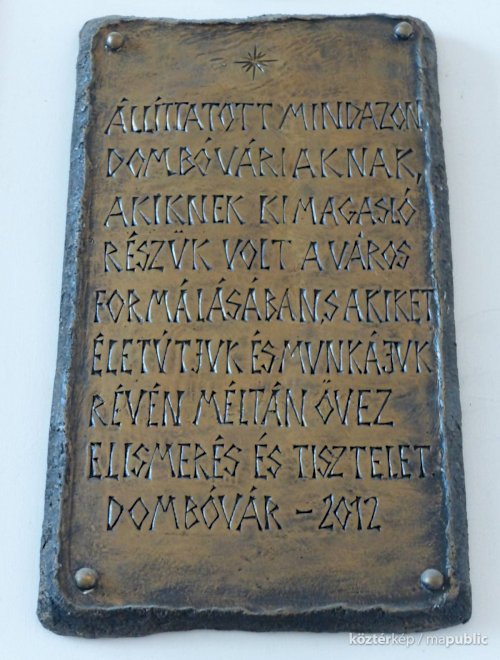 ÁLLÍTTATOTT MINDAZON
DOMBÓVÁRIAKNAK,
AKIKNEK KIMAGASLÓ
RÉSZÜK VOLT A VÁROS
FORMÁLÁSÁBAN, S AKIKET
ÉLETÚTJUK ÉS MUNKÁJUK
RÉVÉN MÉLTÁN ÖVEZ
ELISMERÉS ÉS TISZTELET.
DOMBÓVÁR - 2012
köztérkép / mapublic